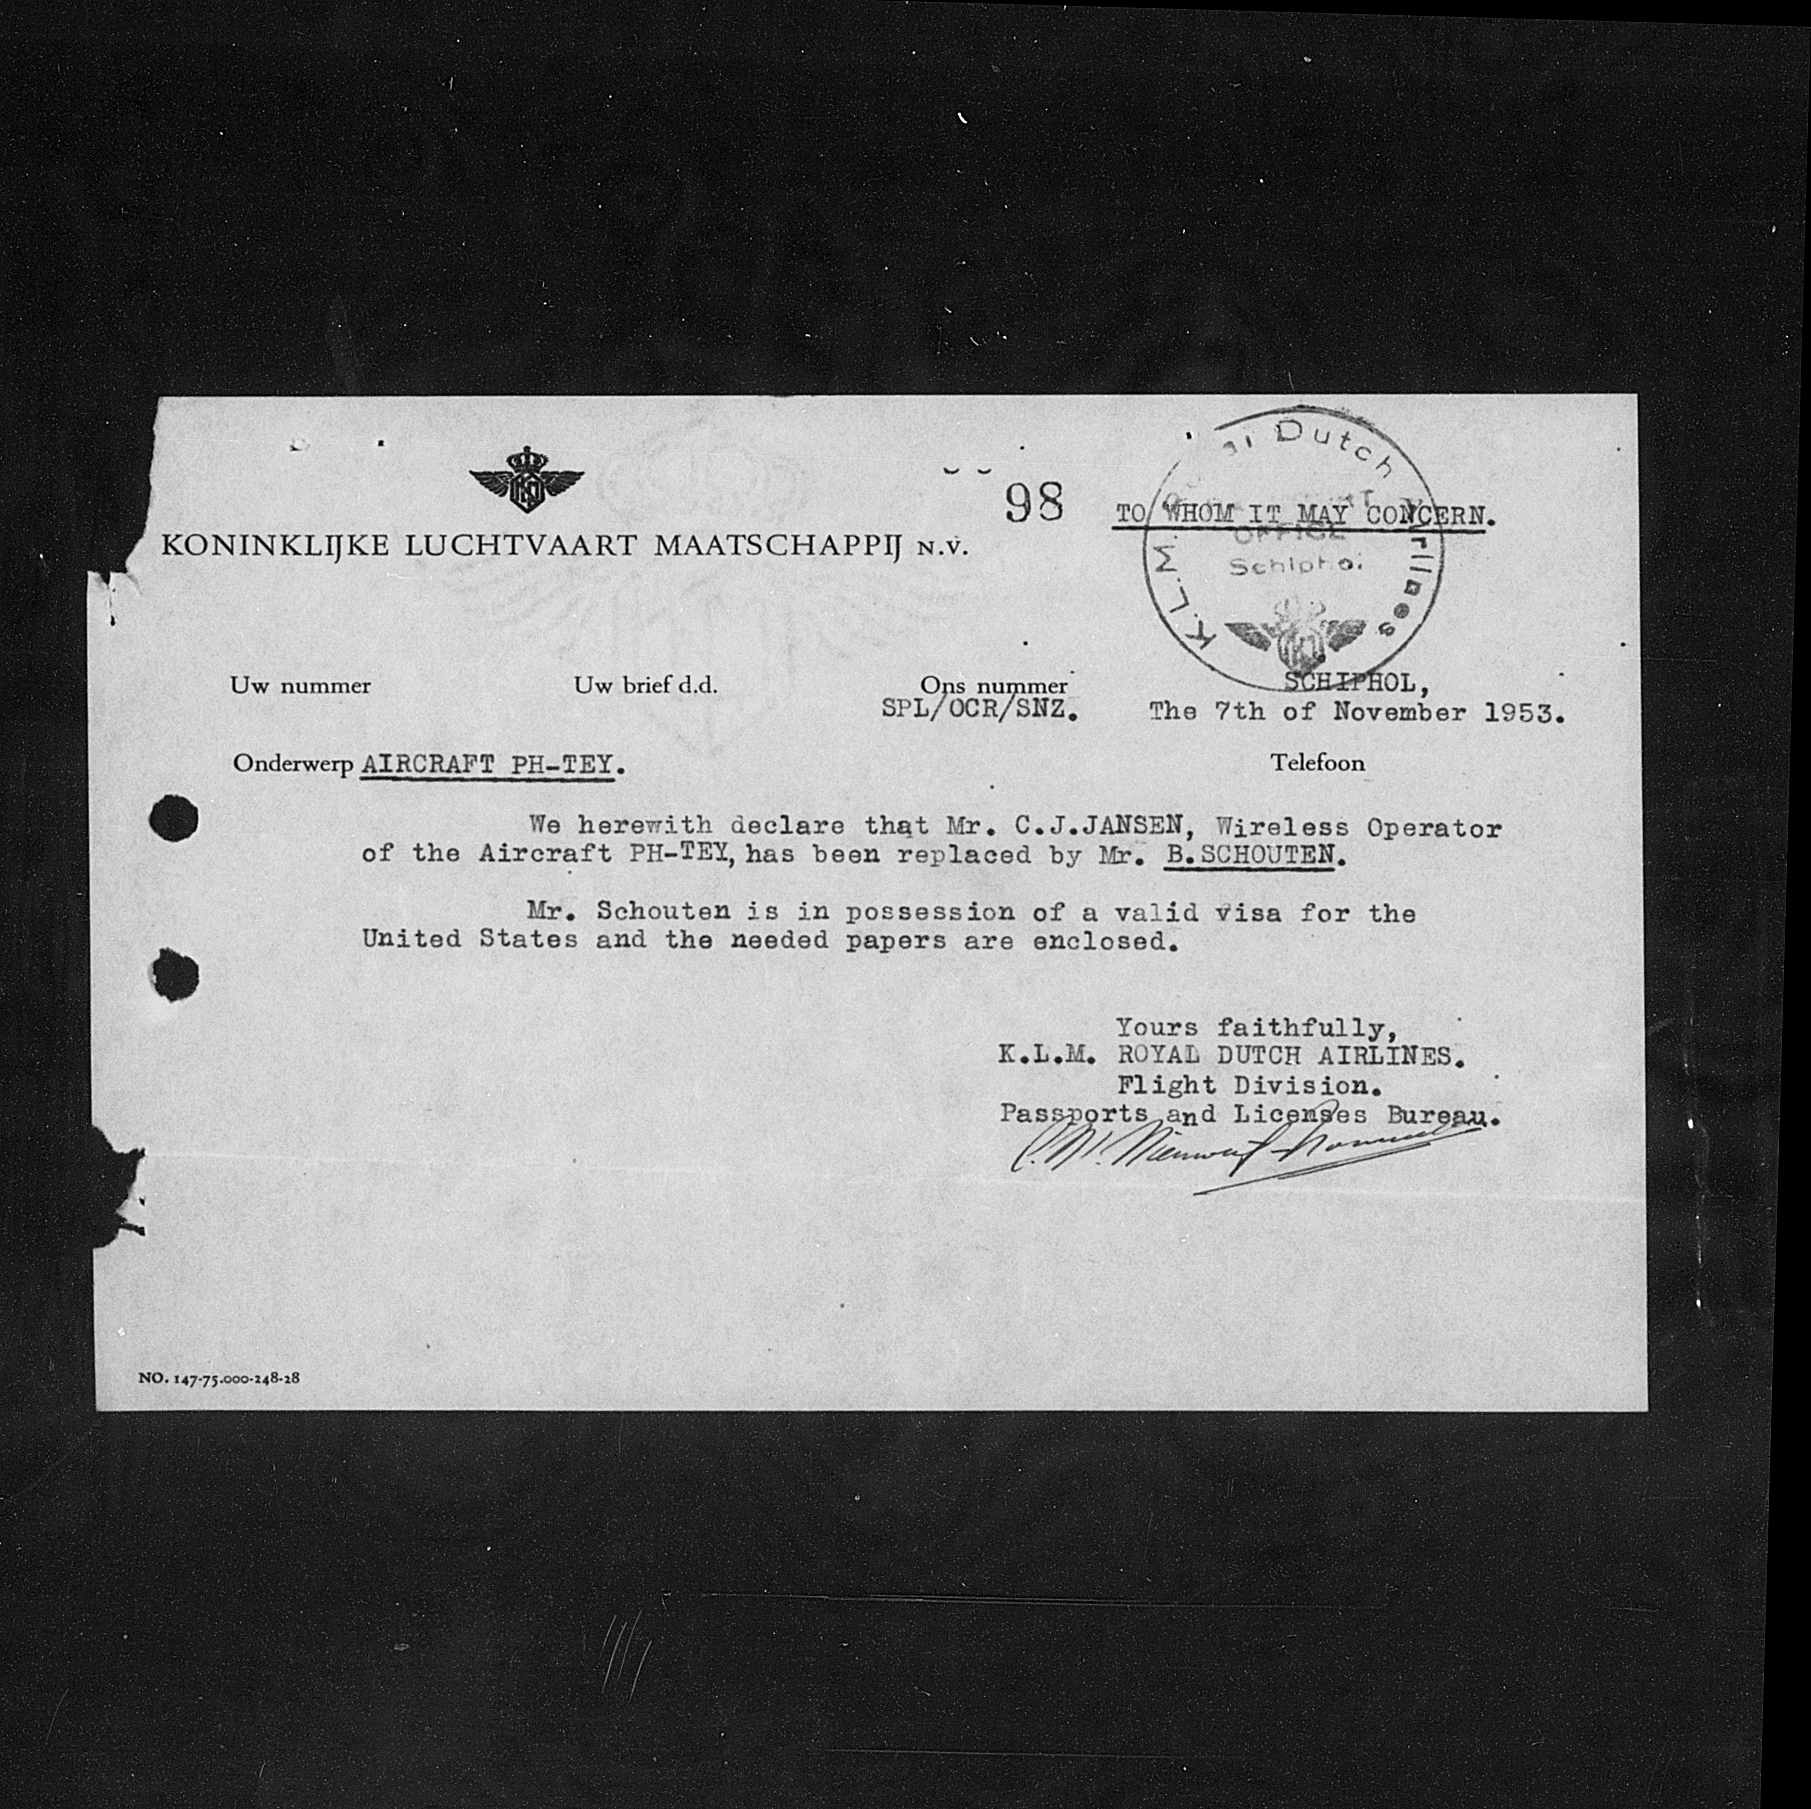 98
TO WHOM IT MAY CONCERN.
KONINKLIJKE LUCHTVAART MAATSCHAPPIJ N.V.
K.L.M. Dutch Airlines
OFFICE
Schiphol
Uw nummer Uw brief d.d. Ons nummer SCHIPHOL,
SPL/OCR/SNZ. The 7th of November 1953.
Onderwerp AIRCRAFT PH-TEY. Telefoon
We herewith declare that Mr. C.J.JANSEN, Wireless Operator
of the Aircraft PH-TEY, has been replaced by Mr. B.SCHOUTEN.
Mr. Schouten is in possession of a valid visa for the
United States and the needed papers are enclosed.
Yours faithfully,
K.L.M. ROYAL DUTCH AIRLINES.
Flight Division.
Passports and Licenses Bureau.
NO. 147-75.000-248-28